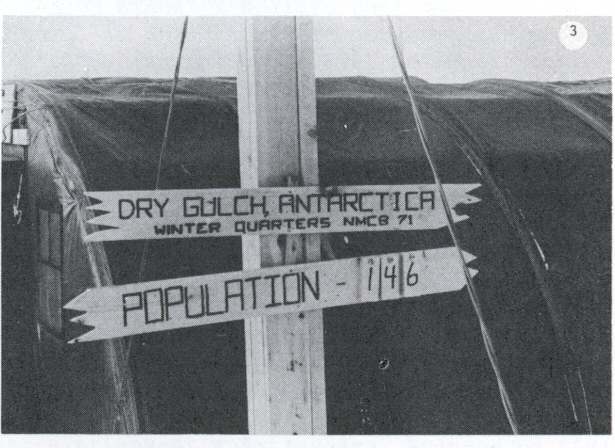 3
DRY GULCH, ANTARCTICA
WINTER QUARTERS NMCB 71
POPULATION - 146